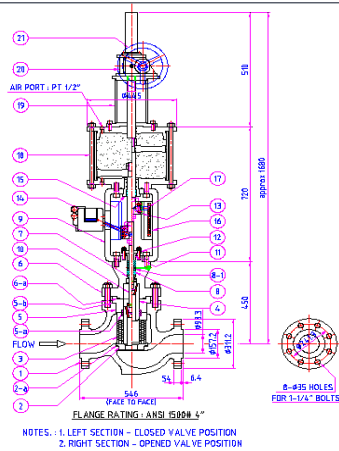 21
20
AIR PORT : PT 1/2"
19
18
15
14
9
7
10
6
6-a
5-b
5
5-a
FLOW
3
1
2-a
2
17
13
16
12
11
8-1
8
4
510
720
450
approx 1680
Ø311.2
546
(FACE TO FACE)
54
6.4
8-Ø35 HOLES
FOR 1-1/4" BOLTS
FLANGE RATING : ANSI 1500# 4"
NOTES. : 1. LEFT SECTION - CLOSED VALVE POSITION
2. RIGHT SECTION - OPENED VALVE POSITION